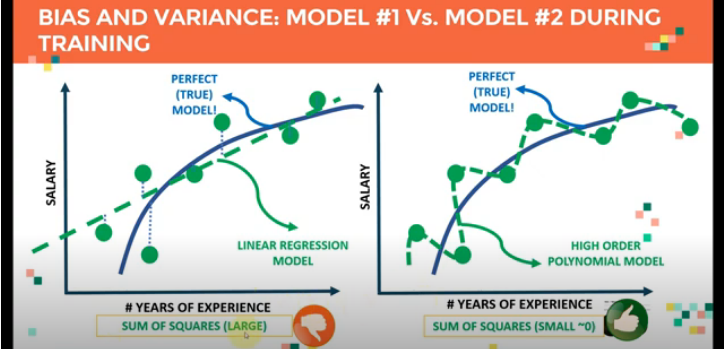 BIAS AND VARIANCE: MODEL #1 Vs. MODEL #2 DURING
TRAINING
PERFECT
(TRUE)
MODEL!
SALARY
LINEAR REGRESSION
MODEL
# YEARS OF EXPERIENCE
SUM OF SQUARES (LARGE)
PERFECT
(TRUE)
MODEL!
SALARY
HIGH ORDER
POLYNOMIAL MODEL
# YEARS OF EXPERIENCE
SUM OF SQUARES (SMALL ~0)